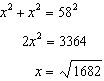 x² + x² = 58²
2x² = 3364
x = √1682